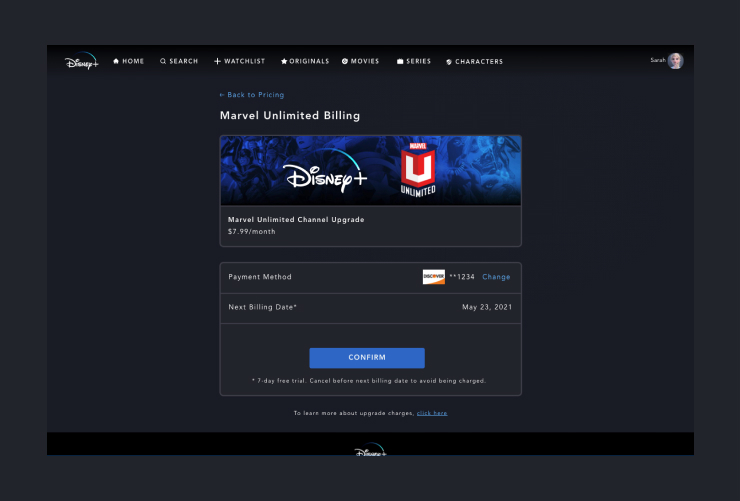 Disney+
HOME SEARCH WATCHLIST ORIGINALS MOVIES SERIES CHARACTERS
Sarah
← Back to Pricing
Marvel Unlimited Billing
Disney+
MARVEL
U
UNLIMITED
Marvel Unlimited Channel Upgrade
$7.99/month
Payment Method DISCOVER **1234 Change
Next Billing Date* May 23, 2021
CONFIRM
* 7-day free trial. Cancel before next billing date to avoid being charged.
To learn more about upgrade charges, click here
Disney+